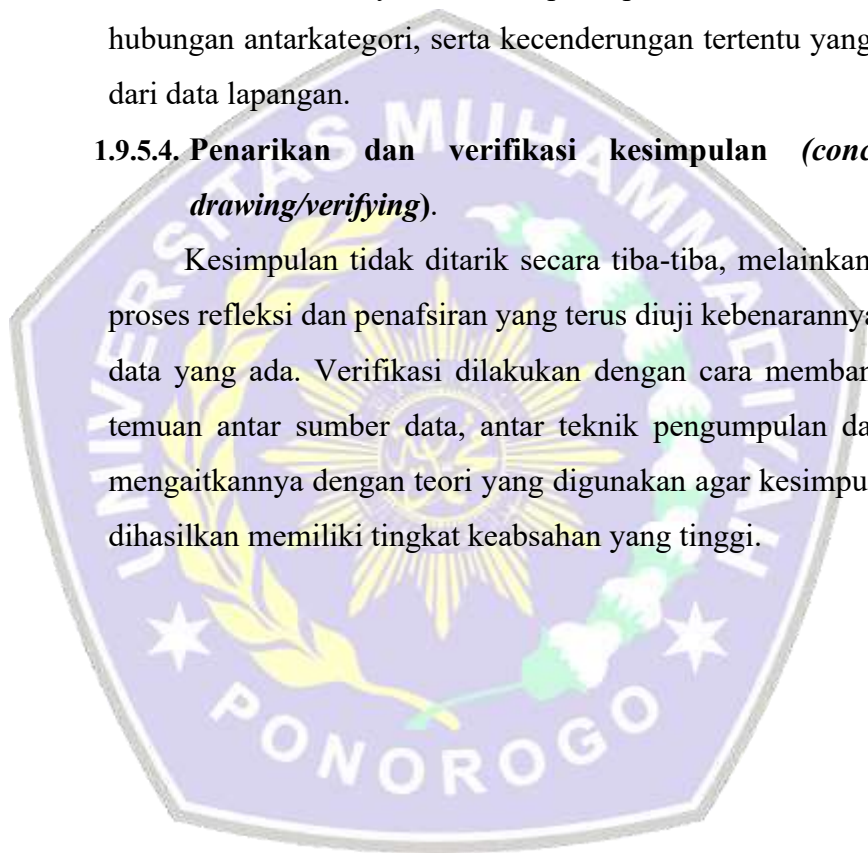 hubungan antarkategori, serta kecenderungan tertentu yang
dari data lapangan.
1.9.5.4. Penarikan dan verifikasi kesimpulan (conc
drawing/verifying).
Kesimpulan tidak ditarik secara tiba-tiba, melainkan
proses refleksi dan penafsiran yang terus diuji kebenarannya
data yang ada. Verifikasi dilakukan dengan cara memban
temuan antar sumber data, antar teknik pengumpulan da
mengaitkannya dengan teori yang digunakan agar kesimpu
dihasilkan memiliki tingkat keabsahan yang tinggi.
UNIVERSITAS MUHAMMADIYAH
PONOROGO